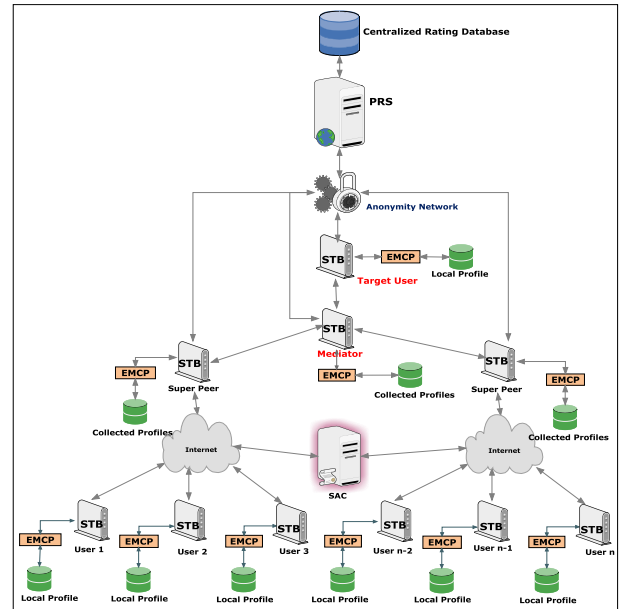 Centralized Rating Database
PRS
Anonymity Network
STB
EMCP
Local Profile
Target User
STB
Mediator
STB
EMCP
Super Peer
Collected Profiles
EMCP
Collected Profiles
STB
Super Peer
EMCP
Collected Profiles
Internet
SAC
Internet
STB
User 1
EMCP
Local Profile
STB
User 2
EMCP
Local Profile
STB
User 3
EMCP
Local Profile
STB
User n-2
EMCP
Local Profile
STB
User n-1
EMCP
Local Profile
STB
User n
EMCP
Local Profile